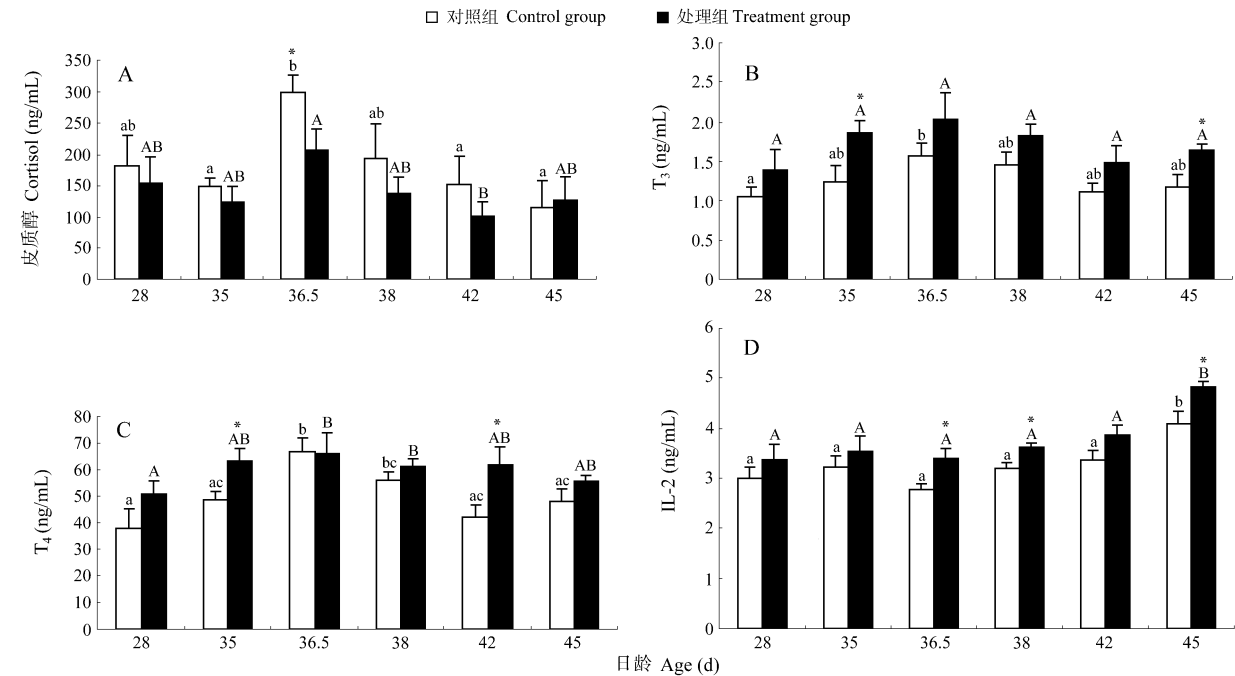 对照组 Control group 处理组 Treatment group
A
皮质醇 Cortisol (ng/mL)
350
300
250
200
150
100
50
0
ab AB a AB * b A ab AB a B a AB
28 35 36.5 38 42 45
B
T3 (ng/mL)
3.0
2.5
2.0
1.5
1.0
0.5
0
a A ab * A b A ab A ab A ab * A
28 35 36.5 38 42 45
C
T4 (ng/mL)
80
70
60
50
40
30
20
10
0
a A ac * AB b B bc B ac * AB ac AB
28 35 36.5 38 42 45
D
IL-2 (ng/mL)
6
5
4
3
2
1
0
a A a A a * A a * A a A b * B
28 35 36.5 38 42 45
日龄 Age (d)